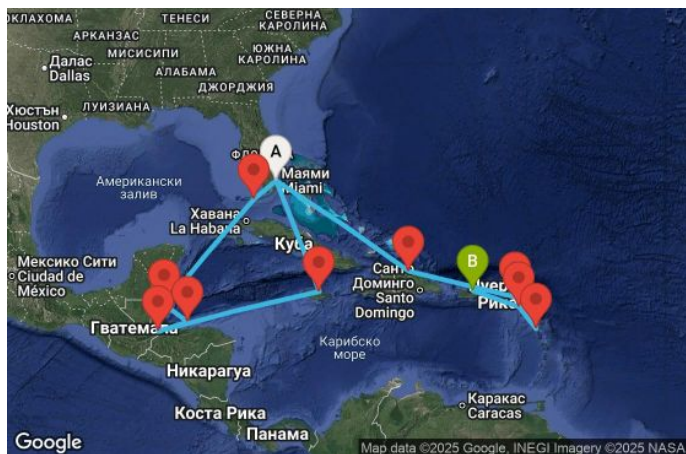 ОКЛАХОМА
ТЕНЕСИ
СЕВЕРНА
КАРОЛИНА
АРКАНЗАС
МИСИСИПИ
ЮЖНА
КАРОЛИНА
Далас
Dallas
АЛАБАМА
ДЖОРДЖИЯ
Хюстън
Houston
ЛУИЗИАНА
A
Маями
Miami
Американски
залив
Хавана
La Habana
Куба
Мексико Сити
Ciudad de
México
Санто
Доминго
Santo
Domingo
B
Гватемала
Карибско
море
Никарагуа
Каракас
Caracas
Коста Рика
Панама
Google
Map data ©2025 Google, INEGI Imagery ©2025 NASA